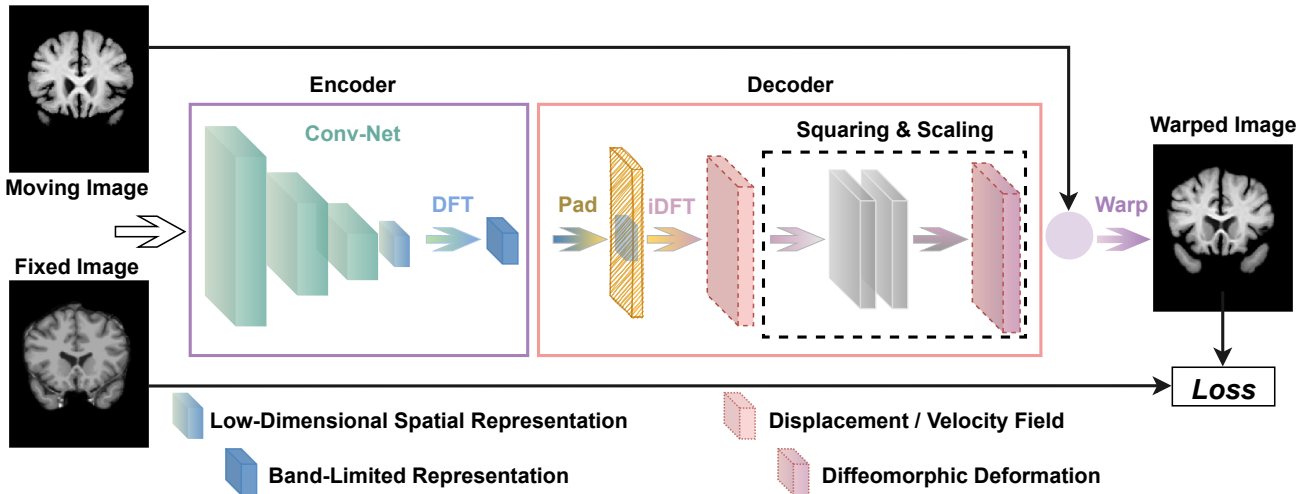 Moving Image
Fixed Image
Encoder
Conv-Net
DFT
Decoder
Pad
iDFT
Squaring & Scaling
Warp
Warped Image
Loss
Low-Dimensional Spatial Representation
Displacement / Velocity Field
Band-Limited Representation
Diffeomorphic Deformation